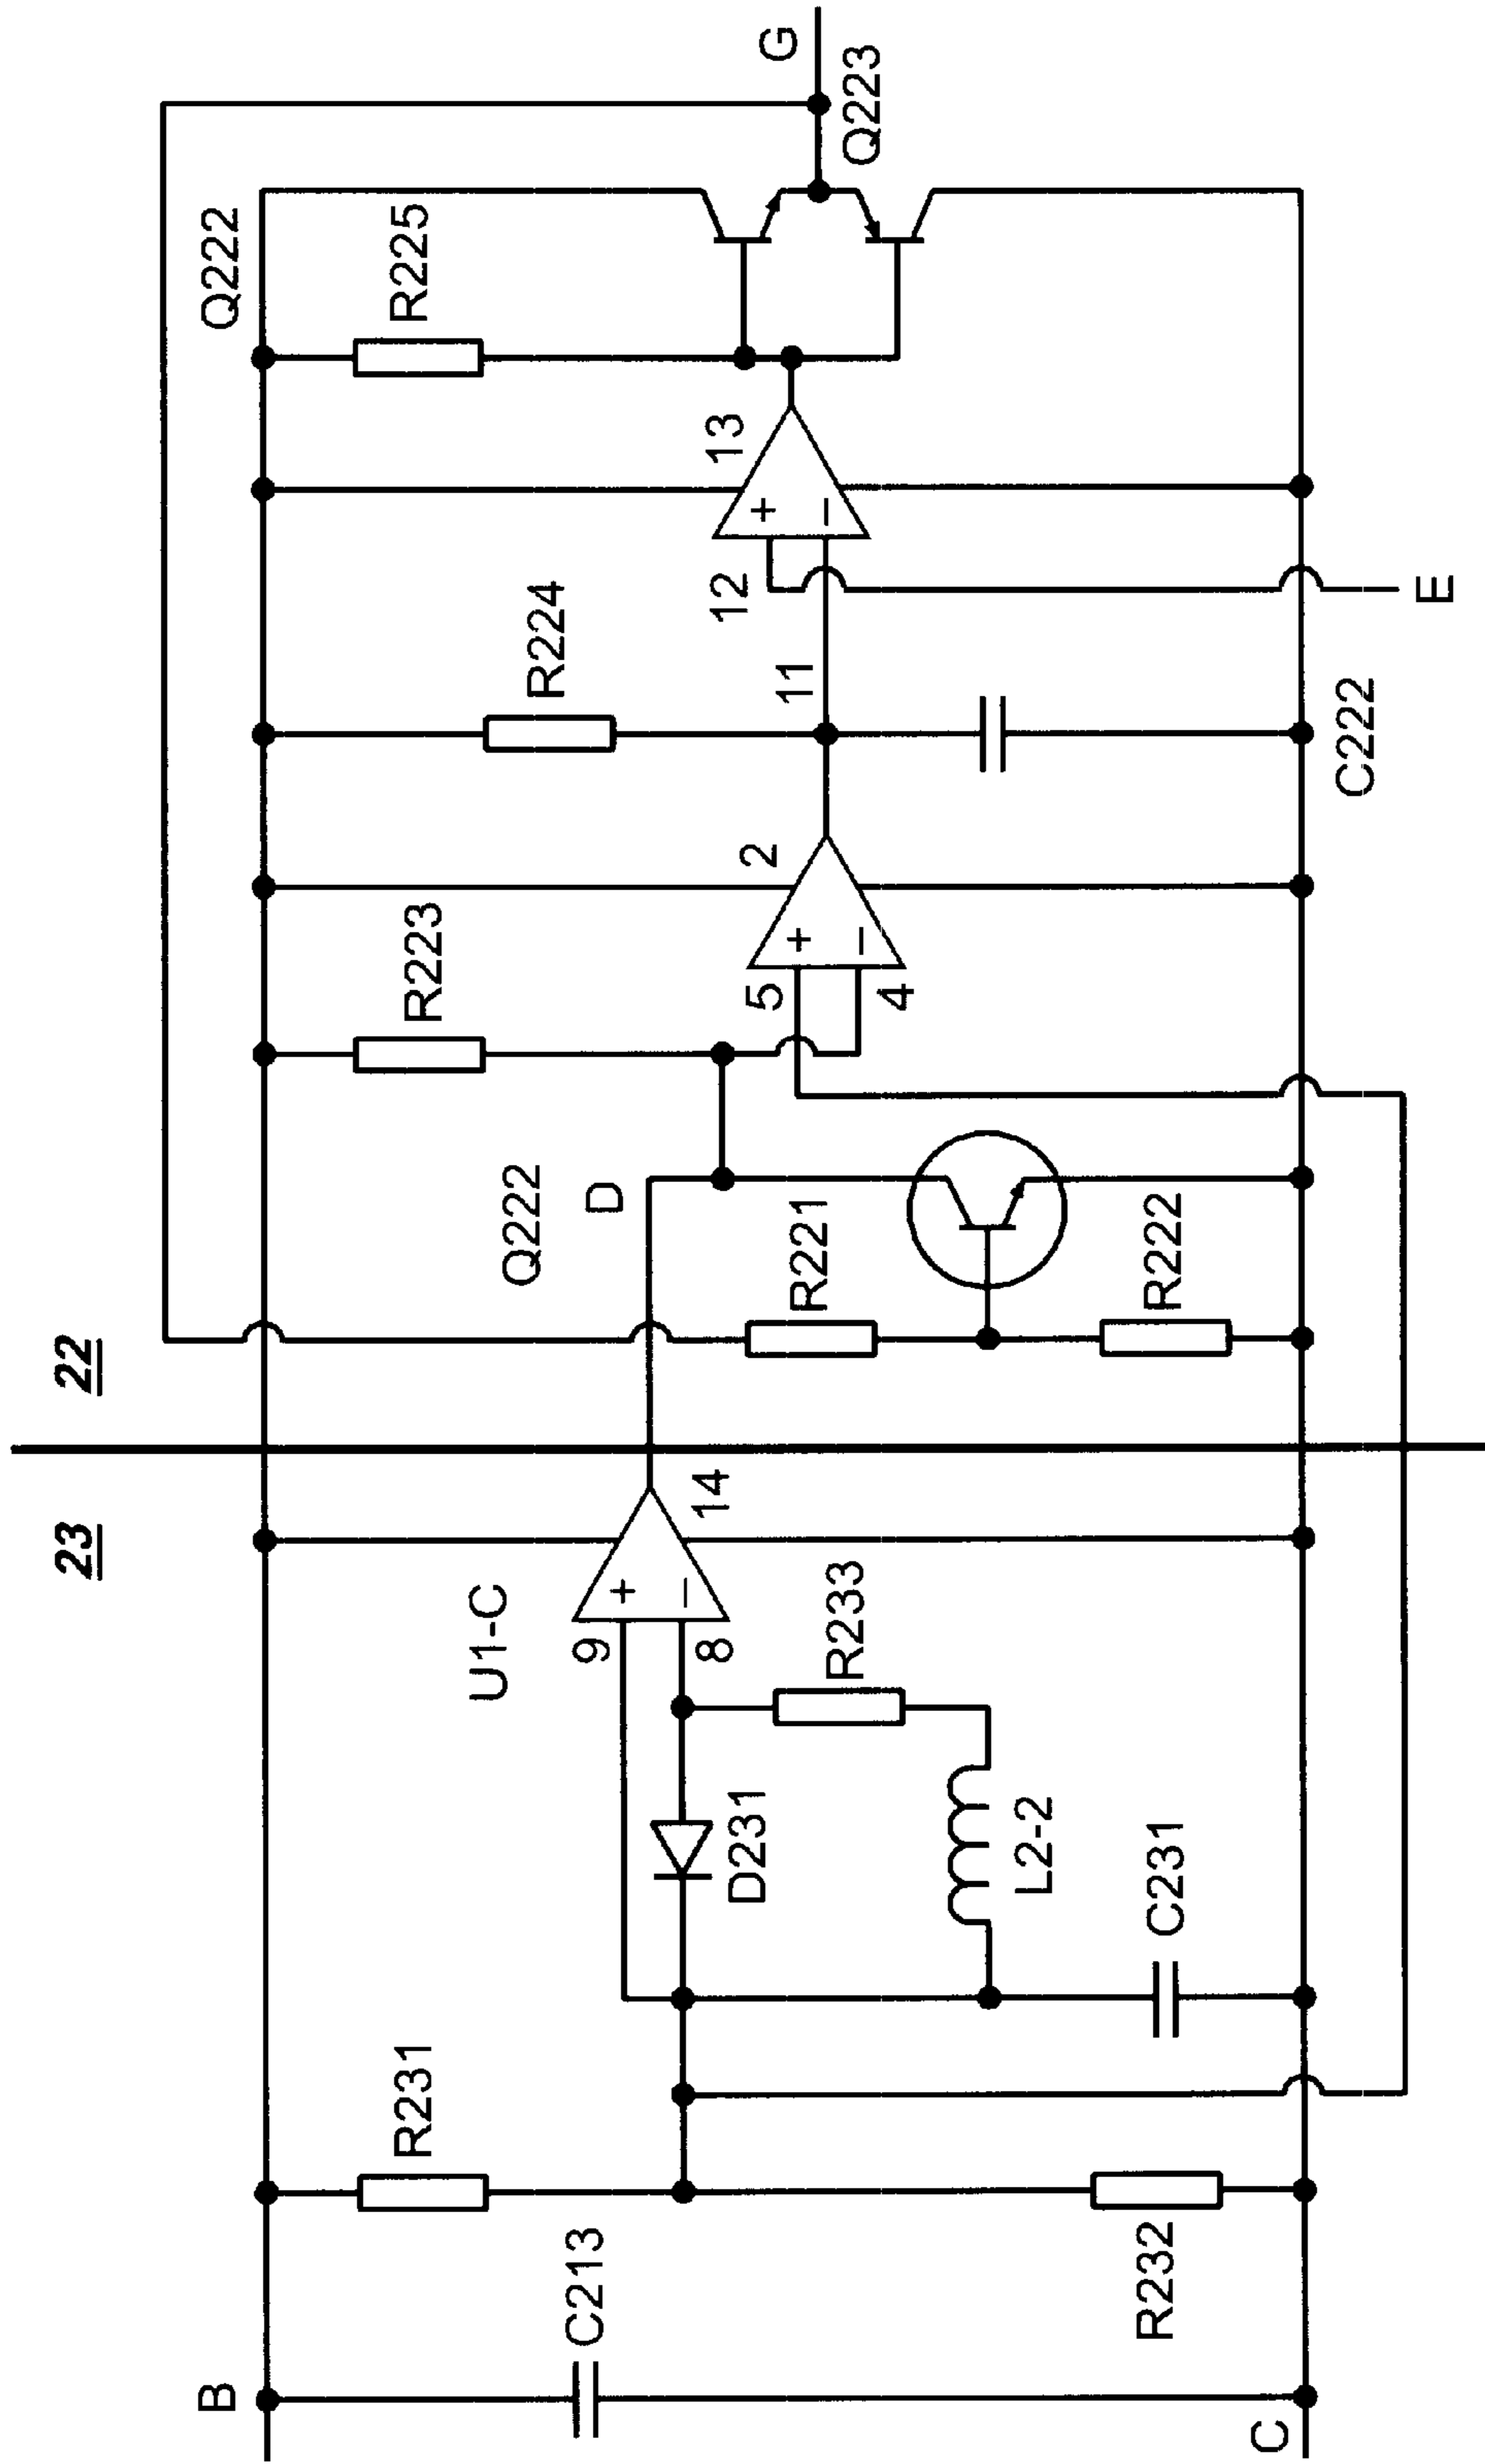 23
22
B
C
C213
R231
R232
U1-C
9
8
14
D231
R233
L2-2
C231
Q222
D
R221
R222
R223
5
4
+
−
2
R224
11
C222
12
13
+
−
E
+
−
Q222
R225
Q223
G